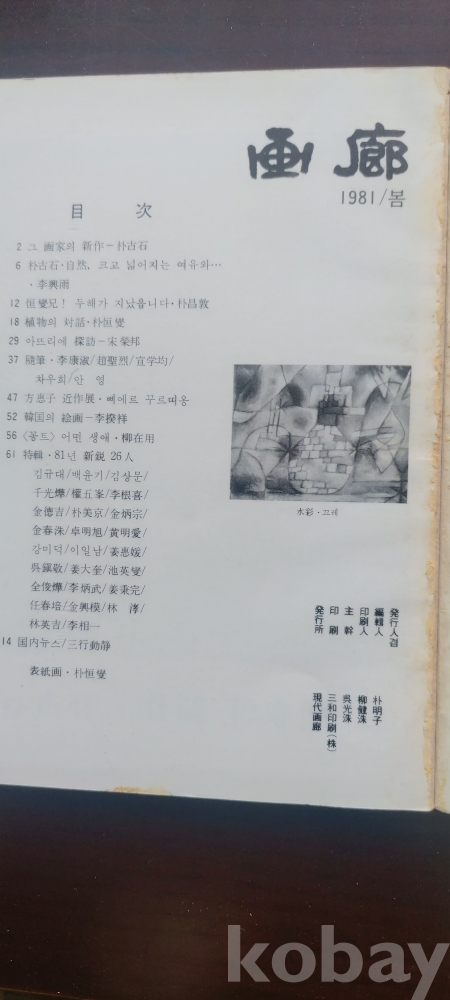 画廊
1981/봄
目 次
2 그 画家의 新作－朴古石
6 朴古石·自然, 크고 넓어지는 여유와…
·李興雨
12 恒燮兄! 두해가 지났읍니다·朴昌敦
18 植物의 対話·朴恒燮
29 아뜨리에 探訪－宋榮邦
37 隨筆·李康淑/趙聖烈/宜学均/
차우희/안 영
47 方惠子 近作展·삐에르 꾸르띠옹
52 韓国의 絵画－李揆祥
56 〈꽁트〉어떤 생애·柳在用
61 特輯·81년 新鋭 26人
김규대/백윤기/김상문/
千光燁/權五峯/李根喜/
金德吉/朴美京/金炳宗/
金春洙/卓明旭/黄明愛/
강미덕/이일남/姜惠媛/
呉鎭敬/姜大奎/池英燮/
全俊燁/李炳武/姜秉完/
任春培/金興模/林 淳/
林英吉/李相一
14 国内뉴스/三行動静
表紙画·朴恒燮
水彩·끄레
発行人겸
編輯人 朴明子
印刷人 柳健洙
主幹 呉光洙
印刷 三和印刷(株)
発行所 現代画廊
kobay